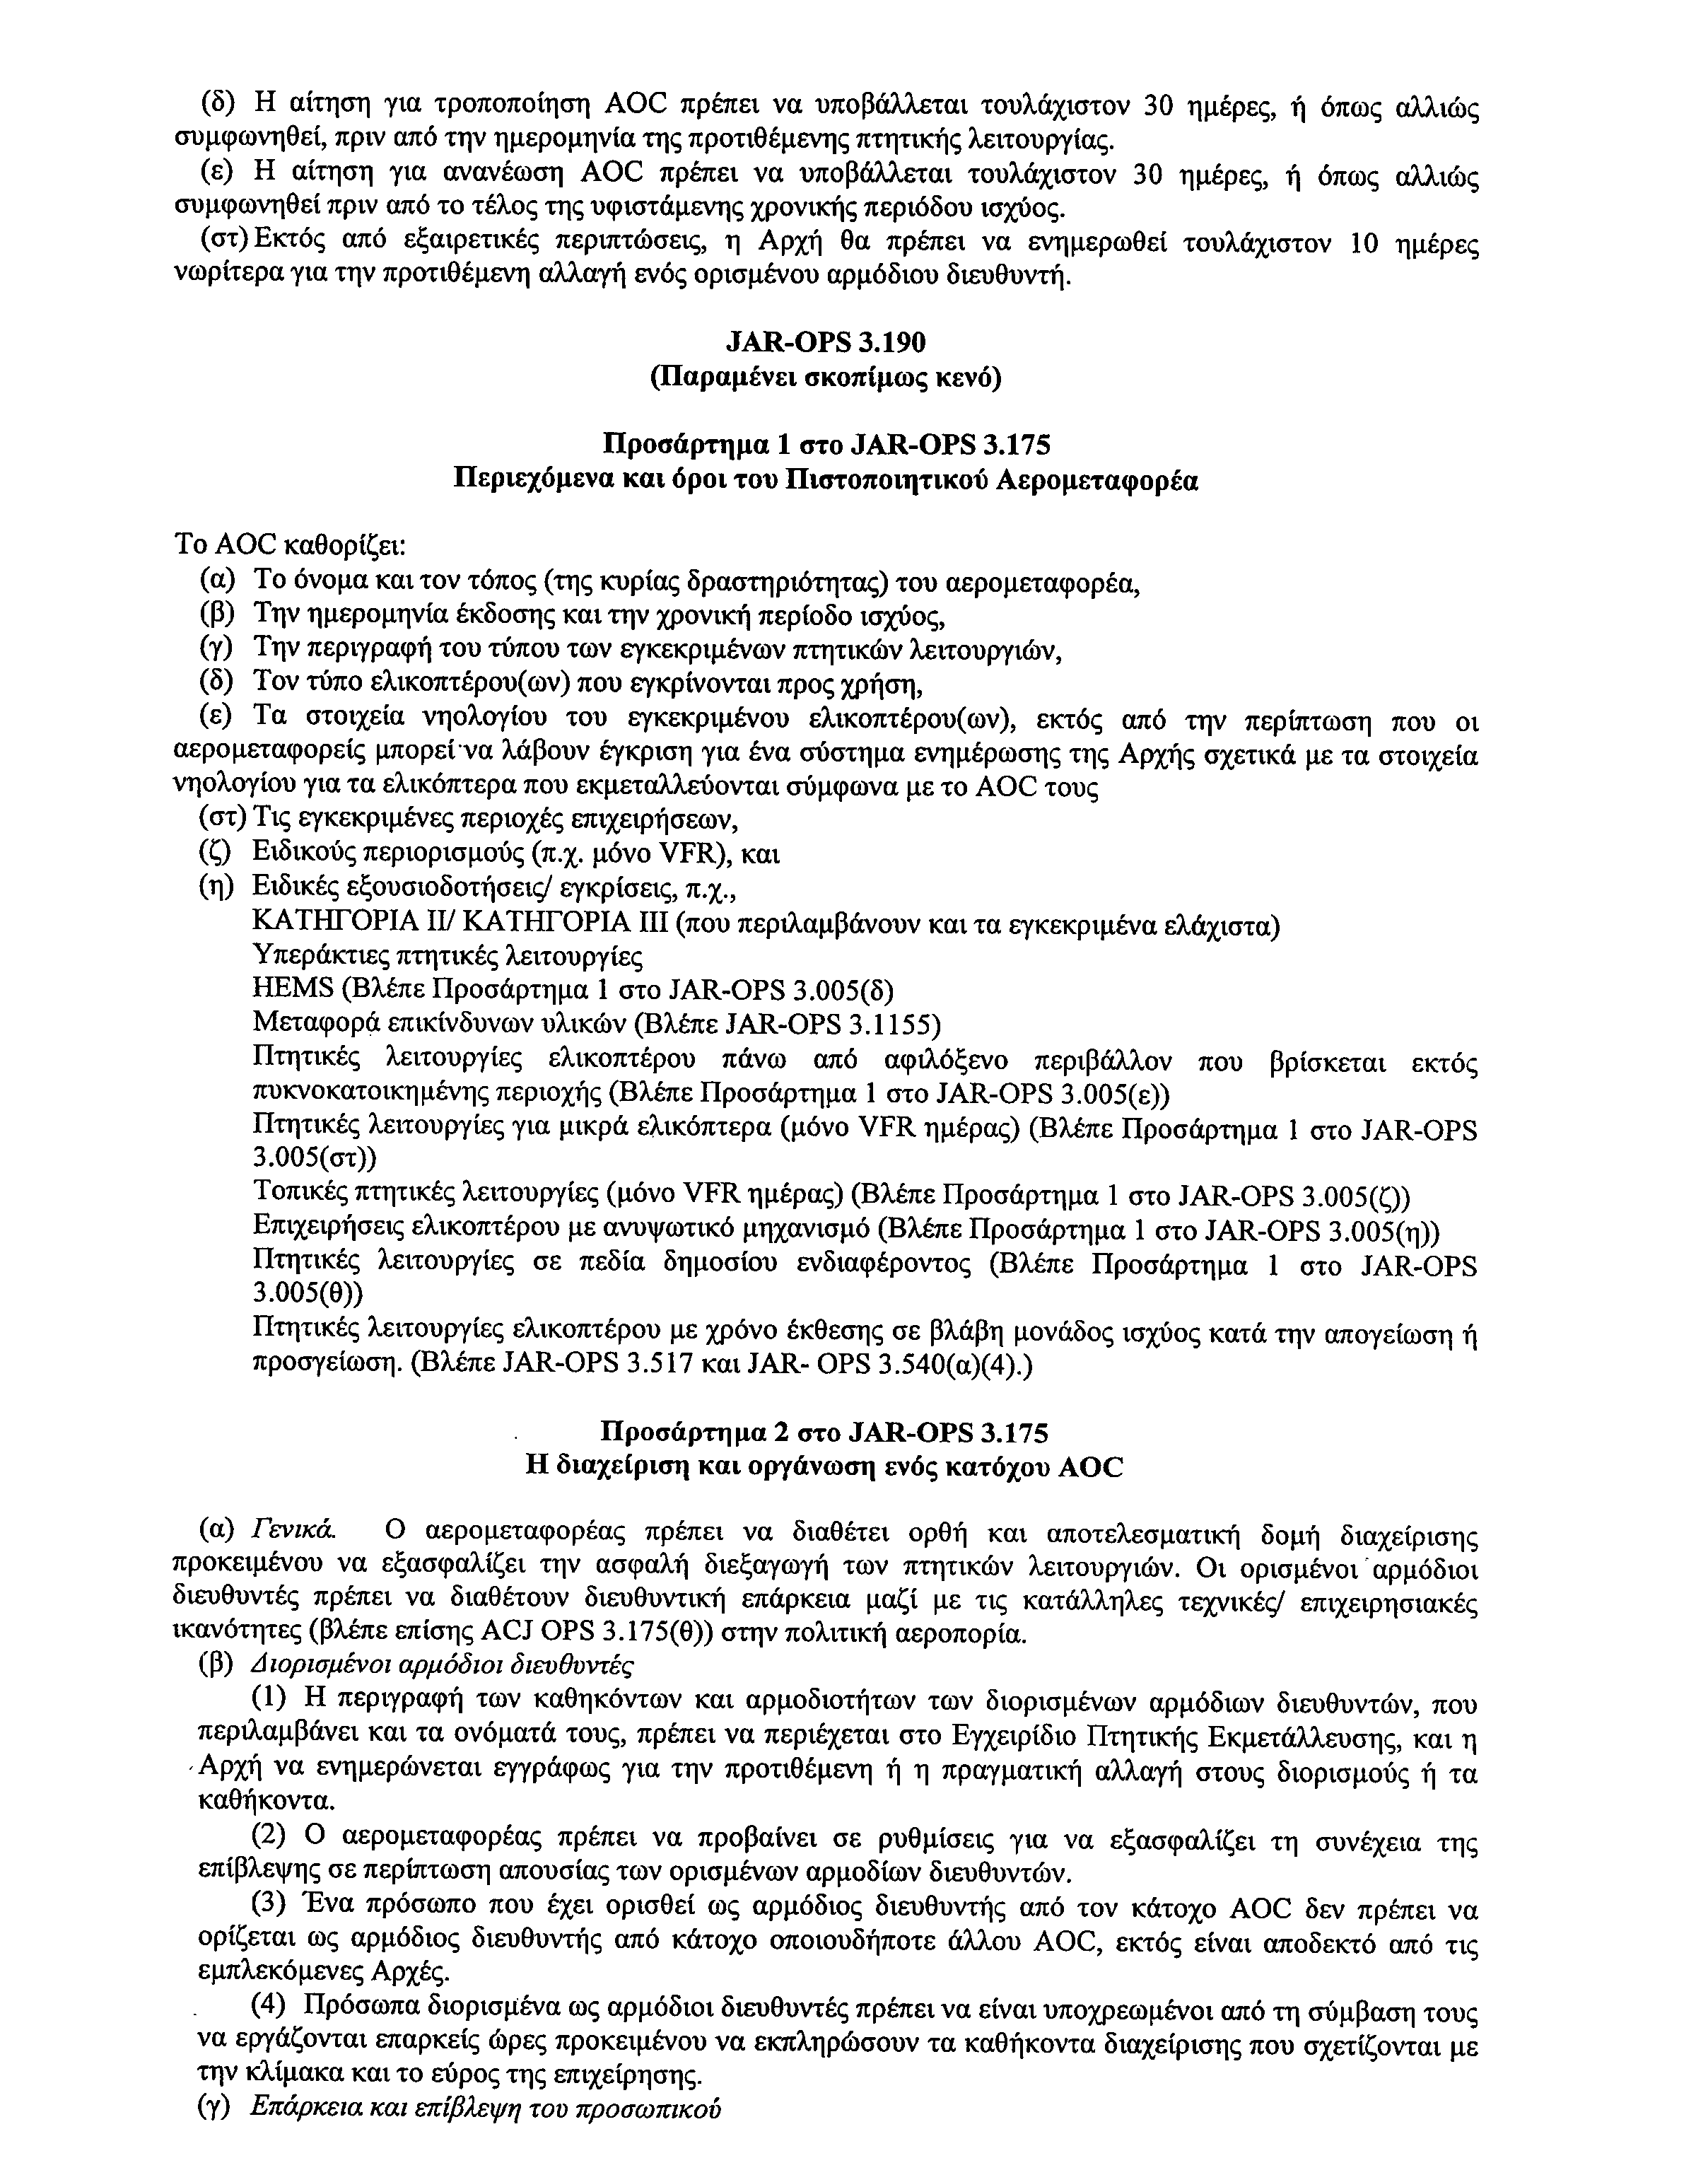 (δ) Η αίτηση για τροποποίηση AOC πρέπει να υποβάλλεται τουλάχιστον 30 ημέρες, ή όπως αλλιώς
συμφωνηθεί, πριν από την ημερομηνία της προτιθέμενης πτητικής λειτουργίας.
(ε) Η αίτηση για ανανέωση AOC πρέπει να υποβάλλεται τουλάχιστον 30 ημέρες, ή όπως αλλιώς
συμφωνηθεί πριν από το τέλος της υφιστάμενης χρονικής περιόδου ισχύος.
(στ) Εκτός από εξαιρετικές περιπτώσεις, η Αρχή θα πρέπει να ενημερωθεί τουλάχιστον 10 ημέρες
νωρίτερα για την προτιθέμενη αλλαγή ενός ορισμένου αρμόδιου διευθυντή.
JAR-OPS 3.190
(Παραμένει σκοπίμως κενό)
Προσάρτημα 1 στο JAR-OPS 3.175
Περιεχόμενα και όροι του Πιστοποιητικού Αερομεταφορέα
Το AOC καθορίζει:
(α) Το όνομα και τον τόπος (της κυρίας δραστηριότητας) του αερομεταφορέα,
(β) Την ημερομηνία έκδοσης και την χρονική περίοδο ισχύος,
(γ) Την περιγραφή του τύπου των εγκεκριμένων πτητικών λειτουργιών,
(δ) Τον τύπο ελικοπτέρου(ων) που εγκρίνονται προς χρήση,
(ε) Τα στοιχεία νηολογίου του εγκεκριμένου ελικοπτέρου(ων), εκτός από την περίπτωση που οι
αερομεταφορείς μπορεί να λάβουν έγκριση για ένα σύστημα ενημέρωσης της Αρχής σχετικά με τα στοιχεία
νηολογίου για τα ελικόπτερα που εκμεταλλεύονται σύμφωνα με το AOC τους
(στ) Τις εγκεκριμένες περιοχές επιχειρήσεων,
(ζ) Ειδικούς περιορισμούς (π.χ. μόνο VFR), και
(η) Ειδικές εξουσιοδοτήσεις/ εγκρίσεις, π.χ.,
ΚΑΤΗΓΟΡΙΑ ΙΙ/ ΚΑΤΗΓΟΡΙΑ ΙΙΙ (που περιλαμβάνουν και τα εγκεκριμένα ελάχιστα)
Υπεράκτιες πτητικές λειτουργίες
HEMS (Βλέπε Προσάρτημα 1 στο JAR-OPS 3.005(δ)
Μεταφορά επικίνδυνων υλικών (Βλέπε JAR-OPS 3.1155)
Πτητικές λειτουργίες ελικοπτέρου πάνω από αφιλόξενο περιβάλλον που βρίσκεται εκτός
πυκνοκατοικημένης περιοχής (Βλέπε Προσάρτημα 1 στο JAR-OPS 3.005(ε))
Πτητικές λειτουργίες για μικρά ελικόπτερα (μόνο VFR ημέρας) (Βλέπε Προσάρτημα 1 στο JAR-OPS
3.005(στ))
Τοπικές πτητικές λειτουργίες (μόνο VFR ημέρας) (Βλέπε Προσάρτημα 1 στο JAR-OPS 3.005(ζ))
Επιχειρήσεις ελικοπτέρου με ανυψωτικό μηχανισμό (Βλέπε Προσάρτημα 1 στο JAR-OPS 3.005(η))
Πτητικές λειτουργίες σε πεδία δημοσίου ενδιαφέροντος (Βλέπε Προσάρτημα 1 στο JAR-OPS
3.005(θ))
Πτητικές λειτουργίες ελικοπτέρου με χρόνο έκθεσης σε βλάβη μονάδος ισχύος κατά την απογείωση ή
προσγείωση. (Βλέπε JAR-OPS 3.517 και JAR- OPS 3.540(α)(4).)
Προσάρτημα 2 στο JAR-OPS 3.175
Η διαχείριση και οργάνωση ενός κατόχου AOC
(α) Γενικά. Ο αερομεταφορέας πρέπει να διαθέτει ορθή και αποτελεσματική δομή διαχείρισης
προκειμένου να εξασφαλίζει την ασφαλή διεξαγωγή των πτητικών λειτουργιών. Οι ορισμένοι αρμόδιοι
διευθυντές πρέπει να διαθέτουν διευθυντική επάρκεια μαζί με τις κατάλληλες τεχνικές/ επιχειρησιακές
ικανότητες (βλέπε επίσης ACJ OPS 3.175(θ)) στην πολιτική αεροπορία.
(β) Διορισμένοι αρμόδιοι διευθυντές
(1) Η περιγραφή των καθηκόντων και αρμοδιοτήτων των διορισμένων αρμόδιων διευθυντών, που
περιλαμβάνει και τα ονόματά τους, πρέπει να περιέχεται στο Εγχειρίδιο Πτητικής Εκμετάλλευσης, και η
Αρχή να ενημερώνεται εγγράφως για την προτιθέμενη ή η πραγματική αλλαγή στους διορισμούς ή τα
καθήκοντα.
(2) Ο αερομεταφορέας πρέπει να προβαίνει σε ρυθμίσεις για να εξασφαλίζει τη συνέχεια της
επίβλεψης σε περίπτωση απουσίας των ορισμένων αρμοδίων διευθυντών.
(3) Ένα πρόσωπο που έχει ορισθεί ως αρμόδιος διευθυντής από τον κάτοχο AOC δεν πρέπει να
ορίζεται ως αρμόδιος διευθυντής από κάτοχο οποιουδήποτε άλλου AOC, εκτός είναι αποδεκτό από τις
εμπλεκόμενες Αρχές.
(4) Πρόσωπα διορισμένα ως αρμόδιοι διευθυντές πρέπει να είναι υποχρεωμένοι από τη σύμβαση τους
να εργάζονται επαρκείς ώρες προκειμένου να εκπληρώσουν τα καθήκοντα διαχείρισης που σχετίζονται με
την κλίμακα και το εύρος της επιχείρησης.
(γ) Επάρκεια και επίβλεψη του προσωπικού